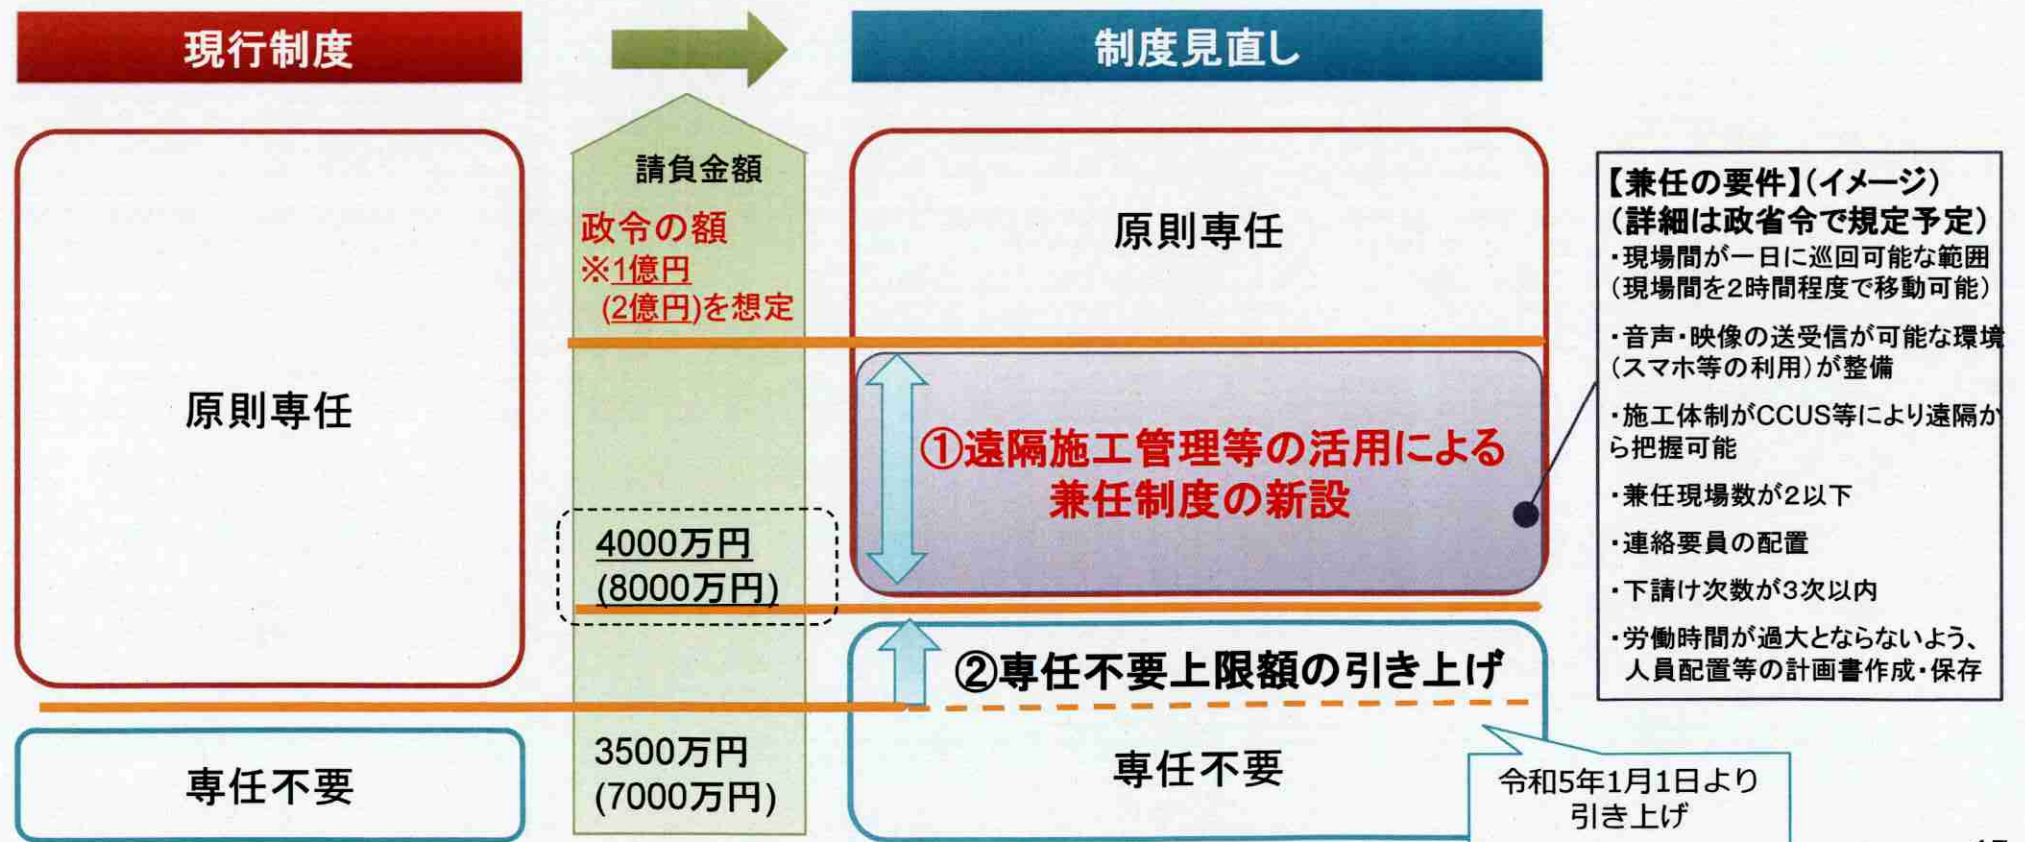 現行制度
制度見直し
原則専任
専任不要
請負金額
政令の額
※1億円
(2億円)を想定
4000万円
(8000万円)
3500万円
(7000万円)
原則専任
①遠隔施工管理等の活用による
兼任制度の新設
②専任不要上限額の引き上げ
専任不要
令和5年1月1日より
引き上げ
【兼任の要件】(イメージ)
(詳細は政省令で規定予定)
・現場間が一日に巡回可能な範囲
(現場間を2時間程度で移動可能)
・音声・映像の送受信が可能な環境
(スマホ等の利用)が整備
・施工体制がCCUS等により遠隔か
ら把握可能
・兼任現場数が2以下
・連絡要員の配置
・下請け次数が3次以内
・労働時間が過大とならないよう、
人員配置等の計画書作成・保存